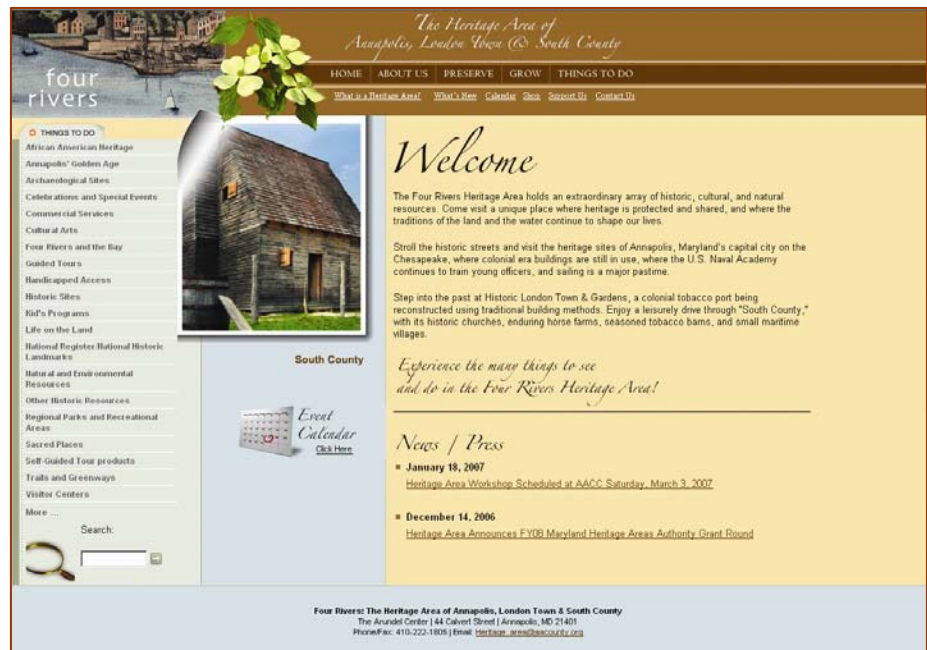 The Heritage Area of
Annapolis, London Town & South County
four
rivers
HOME ABOUT US PRESERVE GROW THINGS TO DO
What is a Heritage Area? What's New Calendar Shop Support Us Contact Us
THINGS TO DO
African American Heritage
Annapolis' Golden Age
Archaeological Sites
Celebrations and Special Events
Commercial Services
Cultural Arts
Four Rivers and the Bay
Guided Tours
Handicapped Access
Historic Sites
Kid's Programs
Life on the Land
National Register/National Historic
Landmarks
Natural and Environmental
Resources
Other Historic Resources
Regional Parks and Recreational
Areas
Sacred Places
Self-Guided Tour products
Trails and Greenways
Visitor Centers
More ...
Search:
South County
Event
Calendar
Click Here
Welcome
The Four Rivers Heritage Area holds an extraordinary array of historic, cultural, and natural
resources. Come visit a unique place where heritage is protected and shared, and where the
traditions of the land and the water continue to shape our lives.
Stroll the historic streets and visit the heritage sites of Annapolis, Maryland's capital city on the
Chesapeake, where colonial era buildings are still in use, where the U.S. Naval Academy
continues to train young officers, and sailing is a major pastime.
Step into the past at Historic London Town & Gardens, a colonial tobacco port being
reconstructed using traditional building methods. Enjoy a leisurely drive through "South County,"
with its historic churches, enduring horse farms, seasoned tobacco barns, and small maritime
villages.
Experience the many things to see
and do in the Four Rivers Heritage Area!
News / Press
January 18, 2007
Heritage Area Workshop Scheduled at AACC Saturday, March 3, 2007
December 14, 2006
Heritage Area Announces FY08 Maryland Heritage Areas Authority Grant Round
Four Rivers: The Heritage Area of Annapolis, London Town & South County
The Arundel Center | 44 Calvert Street | Annapolis, MD 21401
Phone/Fax: 410-222-1805 | Email: Heritage_area@aacounty.org